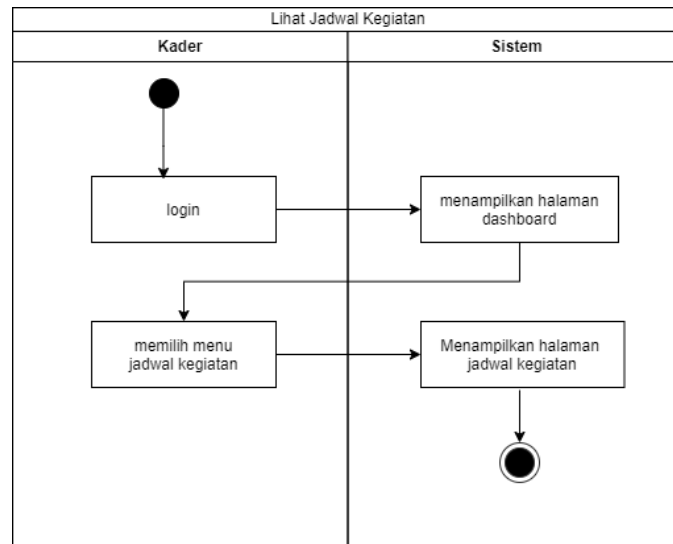 Lihat Jadwal Kegiatan
Kader
Sistem
login
menampilkan halaman
dashboard
memilih menu
jadwal kegiatan
Menampilkan halaman
jadwal kegiatan